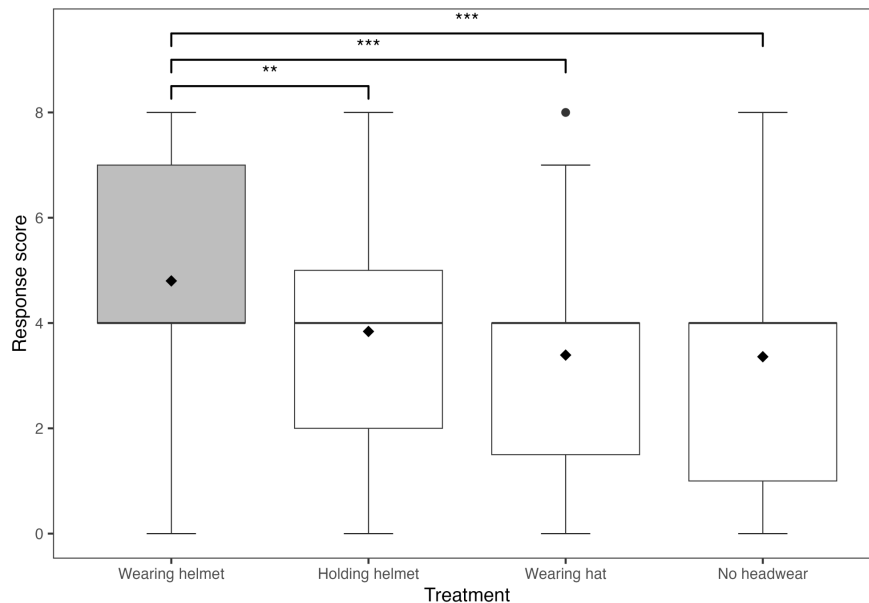 ***
***
**
8
6
4
2
0
Response score
Wearing helmet
Holding helmet
Wearing hat
No headwear
Treatment